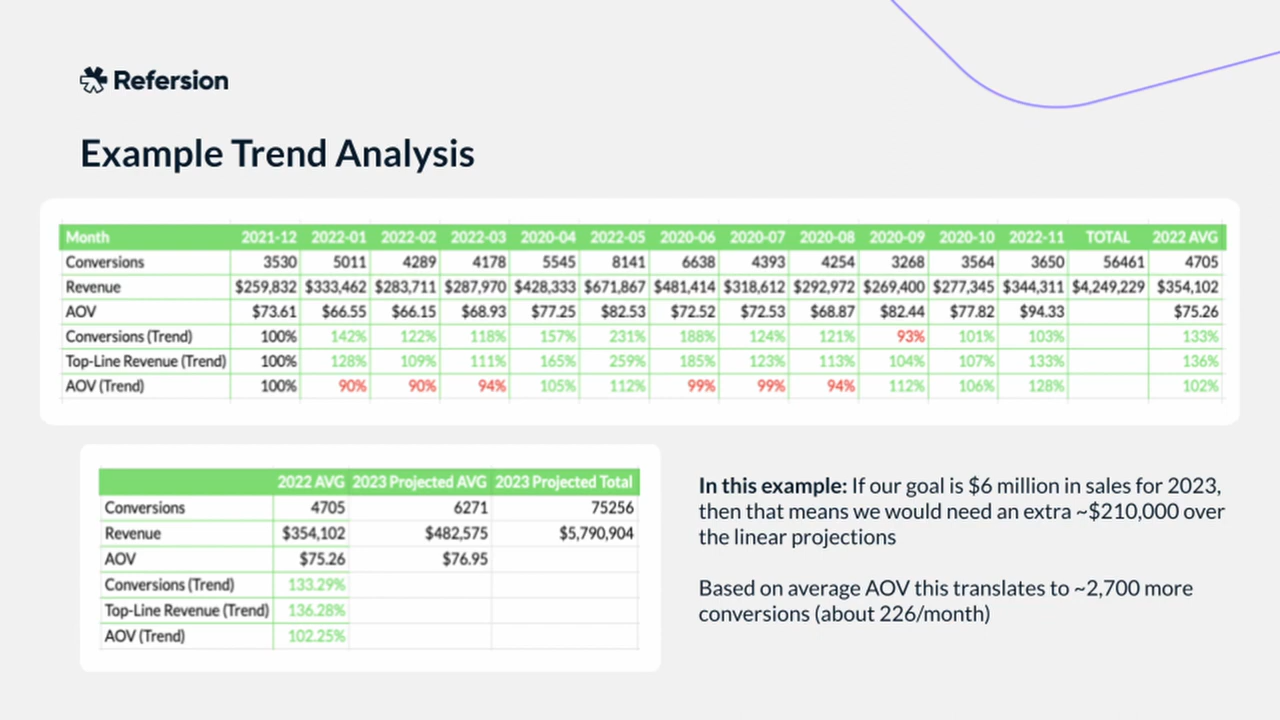 Refersion
Example Trend Analysis
Month 2021-12 2022-01 2022-02 2022-03 2020-04 2022-05 2020-06 2020-07 2020-08 2020-09 2020-10 2022-11 TOTAL 2022 AVG
Conversions 3530 5011 4289 4178 5545 8141 6638 4393 4254 3268 3564 3650 56461 4705
Revenue $259,832 $333,462 $283,711 $287,970 $428,333 $671,867 $481,414 $318,612 $292,972 $269,400 $277,345 $344,311 $4,249,229 $354,102
AOV $73.61 $66.55 $66.15 $68.93 $77.25 $82.53 $72.52 $72.53 $68.87 $82.44 $77.82 $94.33 $75.26
Conversions (Trend) 100% 142% 122% 118% 157% 231% 188% 124% 121% 93% 101% 103% 133%
Top-Line Revenue (Trend) 100% 128% 109% 111% 165% 259% 185% 123% 113% 104% 107% 133% 136%
AOV (Trend) 100% 90% 90% 94% 105% 112% 99% 99% 94% 112% 106% 128% 102%
2022 AVG 2023 Projected AVG 2023 Projected Total
Conversions 4705 6271 75256
Revenue $354,102 $482,575 $5,790,904
AOV $75.26 $76.95
Conversions (Trend) 133.29%
Top-Line Revenue (Trend) 136.28%
AOV (Trend) 102.25%
In this example: If our goal is $6 million in sales for 2023,
then that means we would need an extra ~$210,000 over
the linear projections
Based on average AOV this translates to ~2,700 more
conversions (about 226/month)